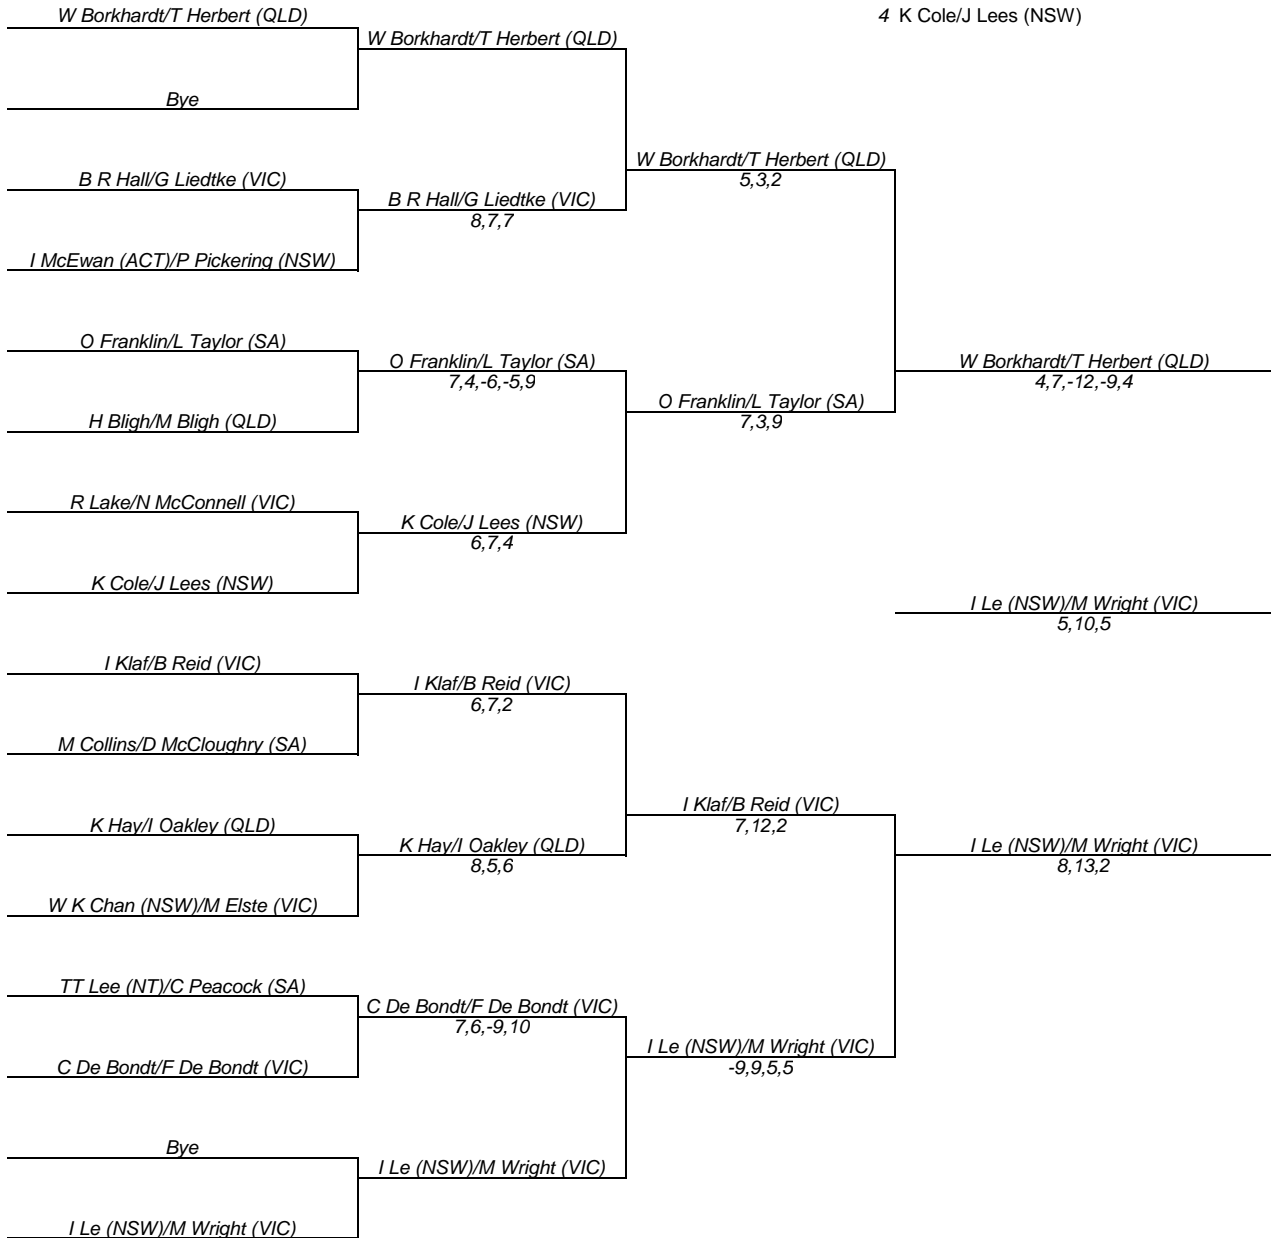 4 K Cole/J Lees (NSW)
W Borkhardt/T Herbert (QLD)
Bye
B R Hall/G Liedtke (VIC)
I McEwan (ACT)/P Pickering (NSW)
O Franklin/L Taylor (SA)
H Bligh/M Bligh (QLD)
R Lake/N McConnell (VIC)
K Cole/J Lees (NSW)
I Klaf/B Reid (VIC)
M Collins/D McCloughry (SA)
K Hay/I Oakley (QLD)
W K Chan (NSW)/M Elste (VIC)
TT Lee (NT)/C Peacock (SA)
C De Bondt/F De Bondt (VIC)
Bye
I Le (NSW)/M Wright (VIC)
W Borkhardt/T Herbert (QLD)
B R Hall/G Liedtke (VIC)
8,7,7
O Franklin/L Taylor (SA)
7,4,-6,-5,9
K Cole/J Lees (NSW)
6,7,4
I Klaf/B Reid (VIC)
6,7,2
K Hay/I Oakley (QLD)
8,5,6
C De Bondt/F De Bondt (VIC)
7,6,-9,10
I Le (NSW)/M Wright (VIC)
W Borkhardt/T Herbert (QLD)
5,3,2
O Franklin/L Taylor (SA)
7,3,9
I Klaf/B Reid (VIC)
7,12,2
I Le (NSW)/M Wright (VIC)
-9,9,5,5
W Borkhardt/T Herbert (QLD)
4,7,-12,-9,4
I Le (NSW)/M Wright (VIC)
5,10,5
I Le (NSW)/M Wright (VIC)
8,13,2